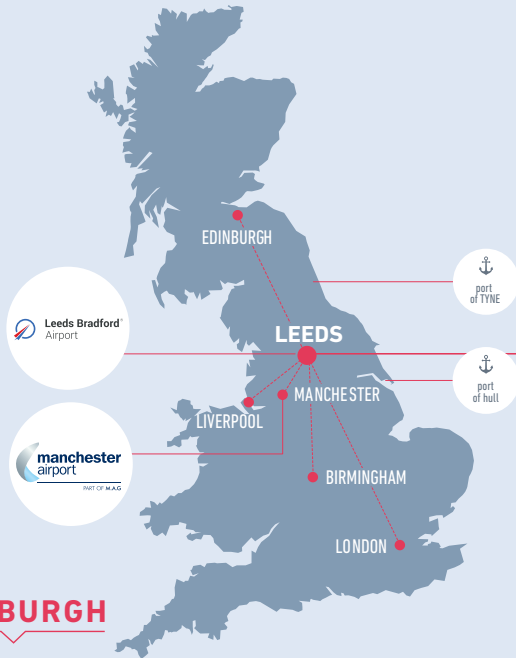 EDINBURGH
port
of TYNE
Leeds Bradford
Airport
LEEDS
port
of hull
MANCHESTER
LIVERPOOL
manchester
airport
PART OF M.A.G
BIRMINGHAM
LONDON
BURGH